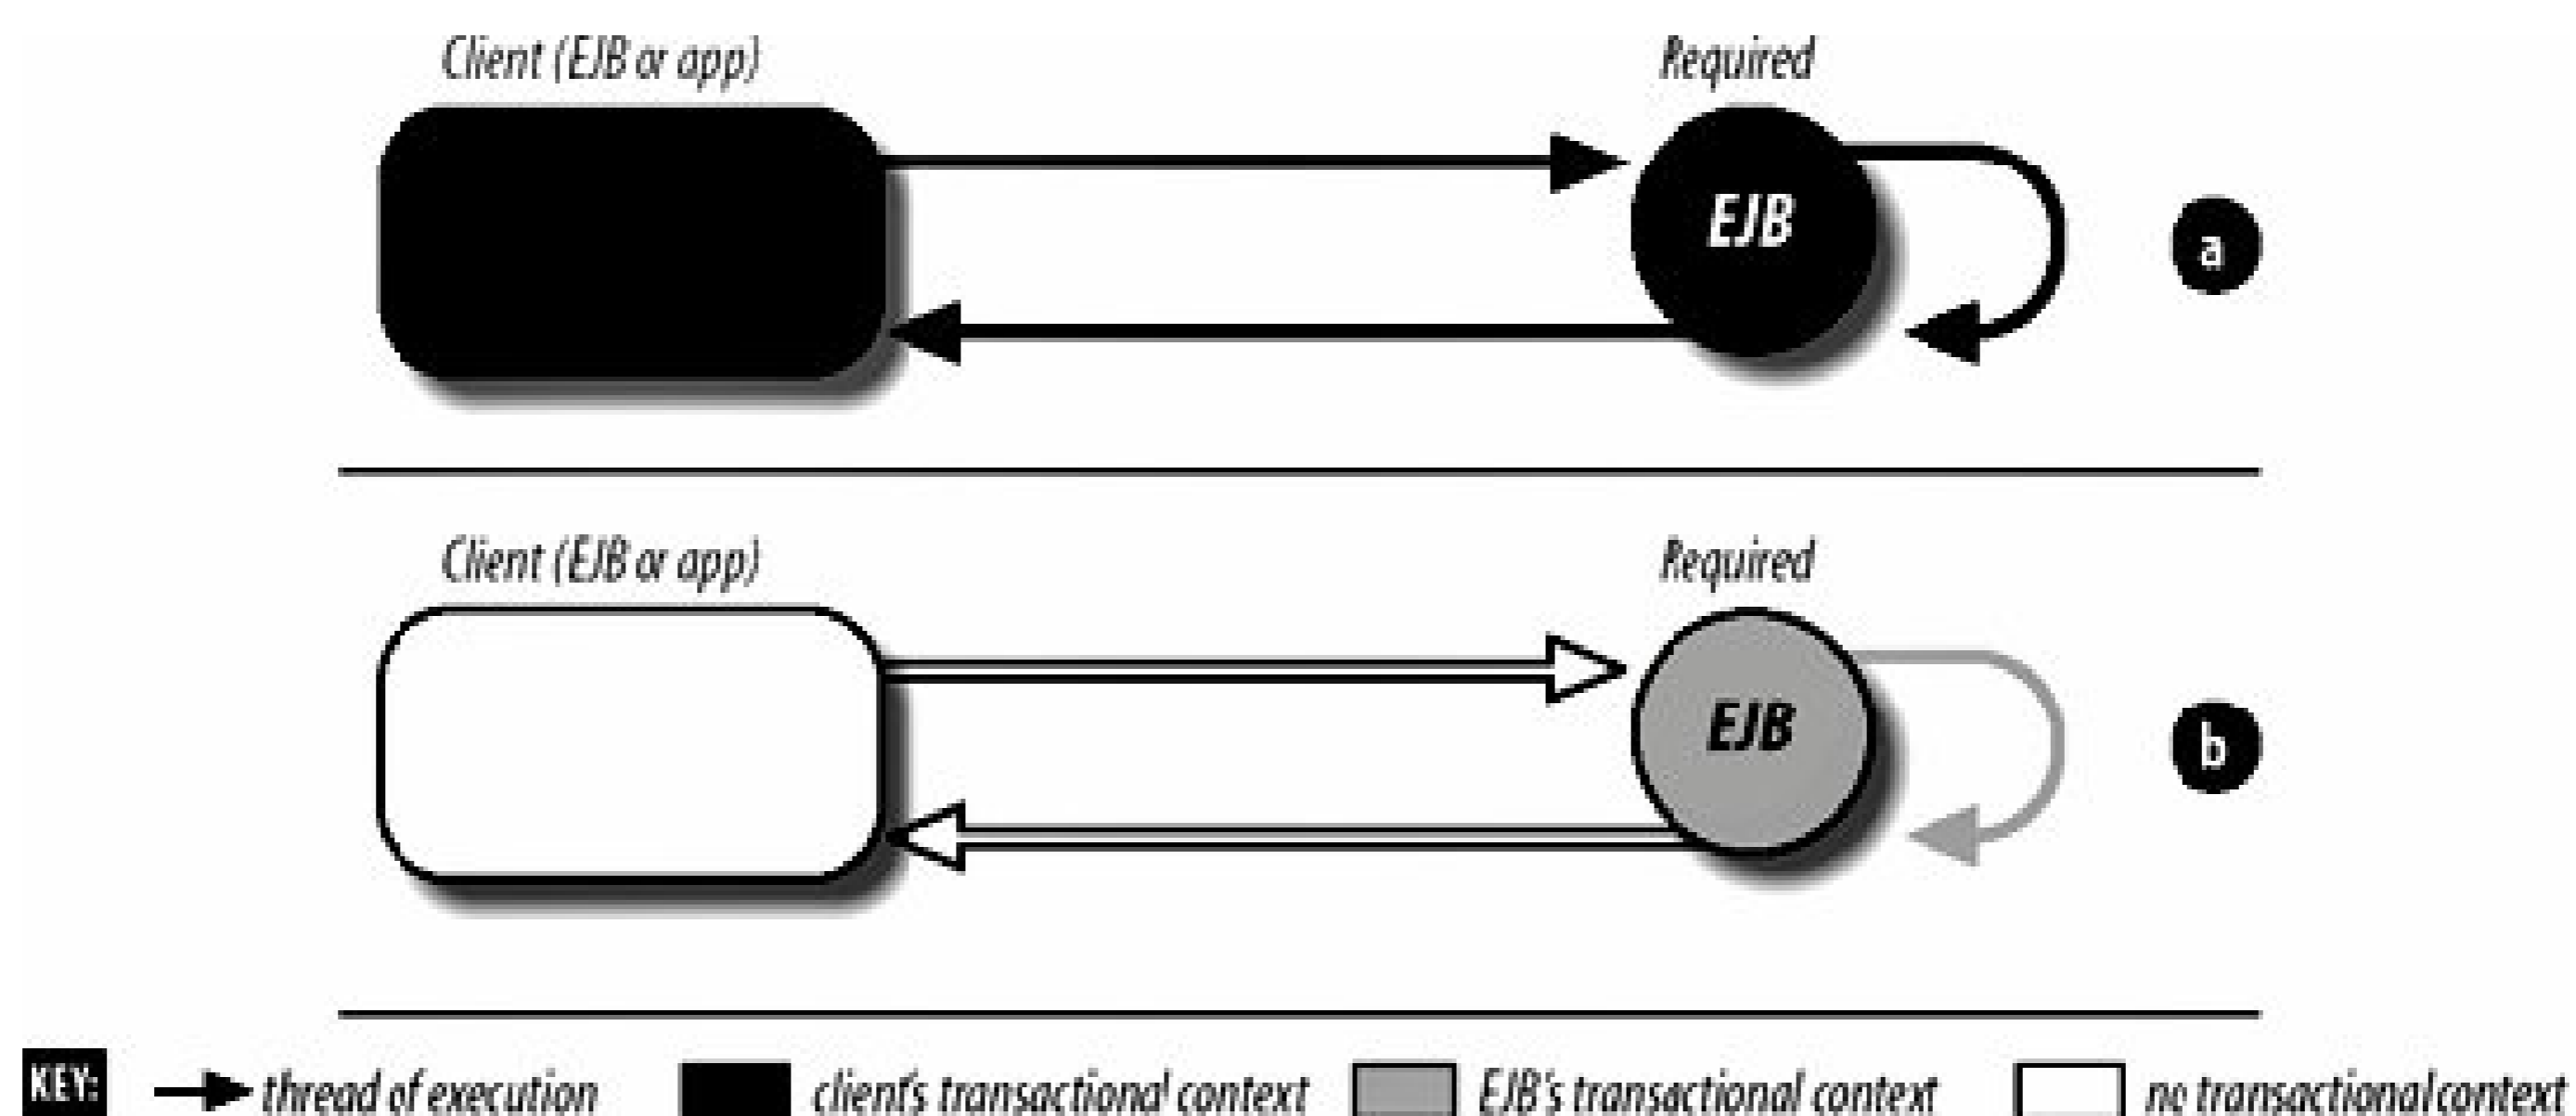 Client (EJB or app)
Required
EJB
a
Client (EJB or app)
Required
EJB
b
KEY: thread of execution client's transactional context EJB's transactional context no transactional context